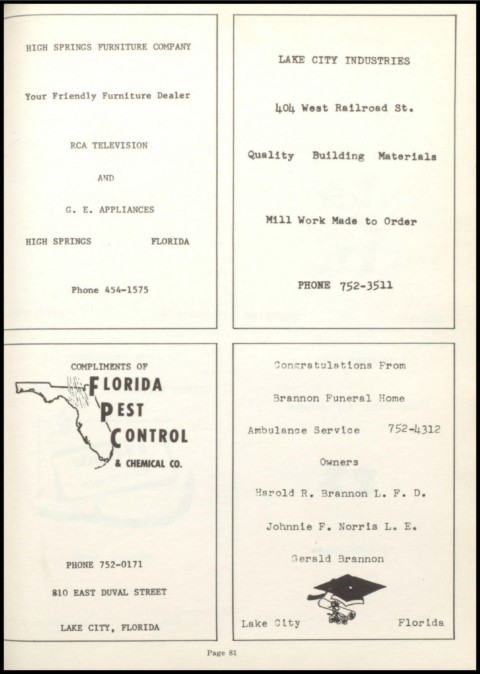 HIGH SPRINGS FURNITURE COMPANY
Your Friendly Furniture Dealer
RCA TELEVISION
AND
G. E. APPLIANCES
HIGH SPRINGS FLORIDA
Phone 454-1575
LAKE CITY INDUSTRIES
404 West Railroad St.
Quality Building Materials
Mill Work Made to Order
PHONE 752-3511
COMPLIMENTS OF
FLORIDA
PEST
CONTROL
& CHEMICAL CO.
PHONE 752-0171
810 EAST DUVAL STREET
LAKE CITY, FLORIDA
Congratulations From
Brannon Funeral Home
Ambulance Service 752-4312
Owners
Harold R. Brannon L. F. D.
Johnnie F. Norris L. E.
Gerald Brannon
Lake City Florida
Page 81